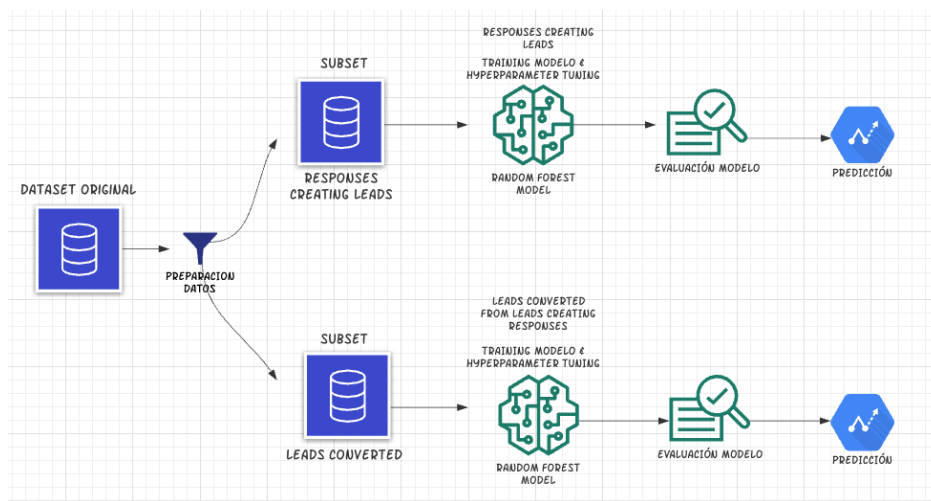 DATASET ORIGINAL
PREPARACION
DATOS
SUBSET
RESPONSES
CREATING LEADS
RESPONSES CREATING
LEADS
TRAINING MODELO &
HYPERPARAMETER TUNING
RANDOM FOREST
MODEL
EVALUACIÓN MODELO
PREDICCIÓN
SUBSET
LEADS CONVERTED
LEADS CONVERTED
FROM LEADS CREATING
RESPONSES
TRAINING MODELO &
HYPERPARAMETER TUNING
RANDOM FOREST
MODEL
EVALUACIÓN MODELO
PREDICCIÓN